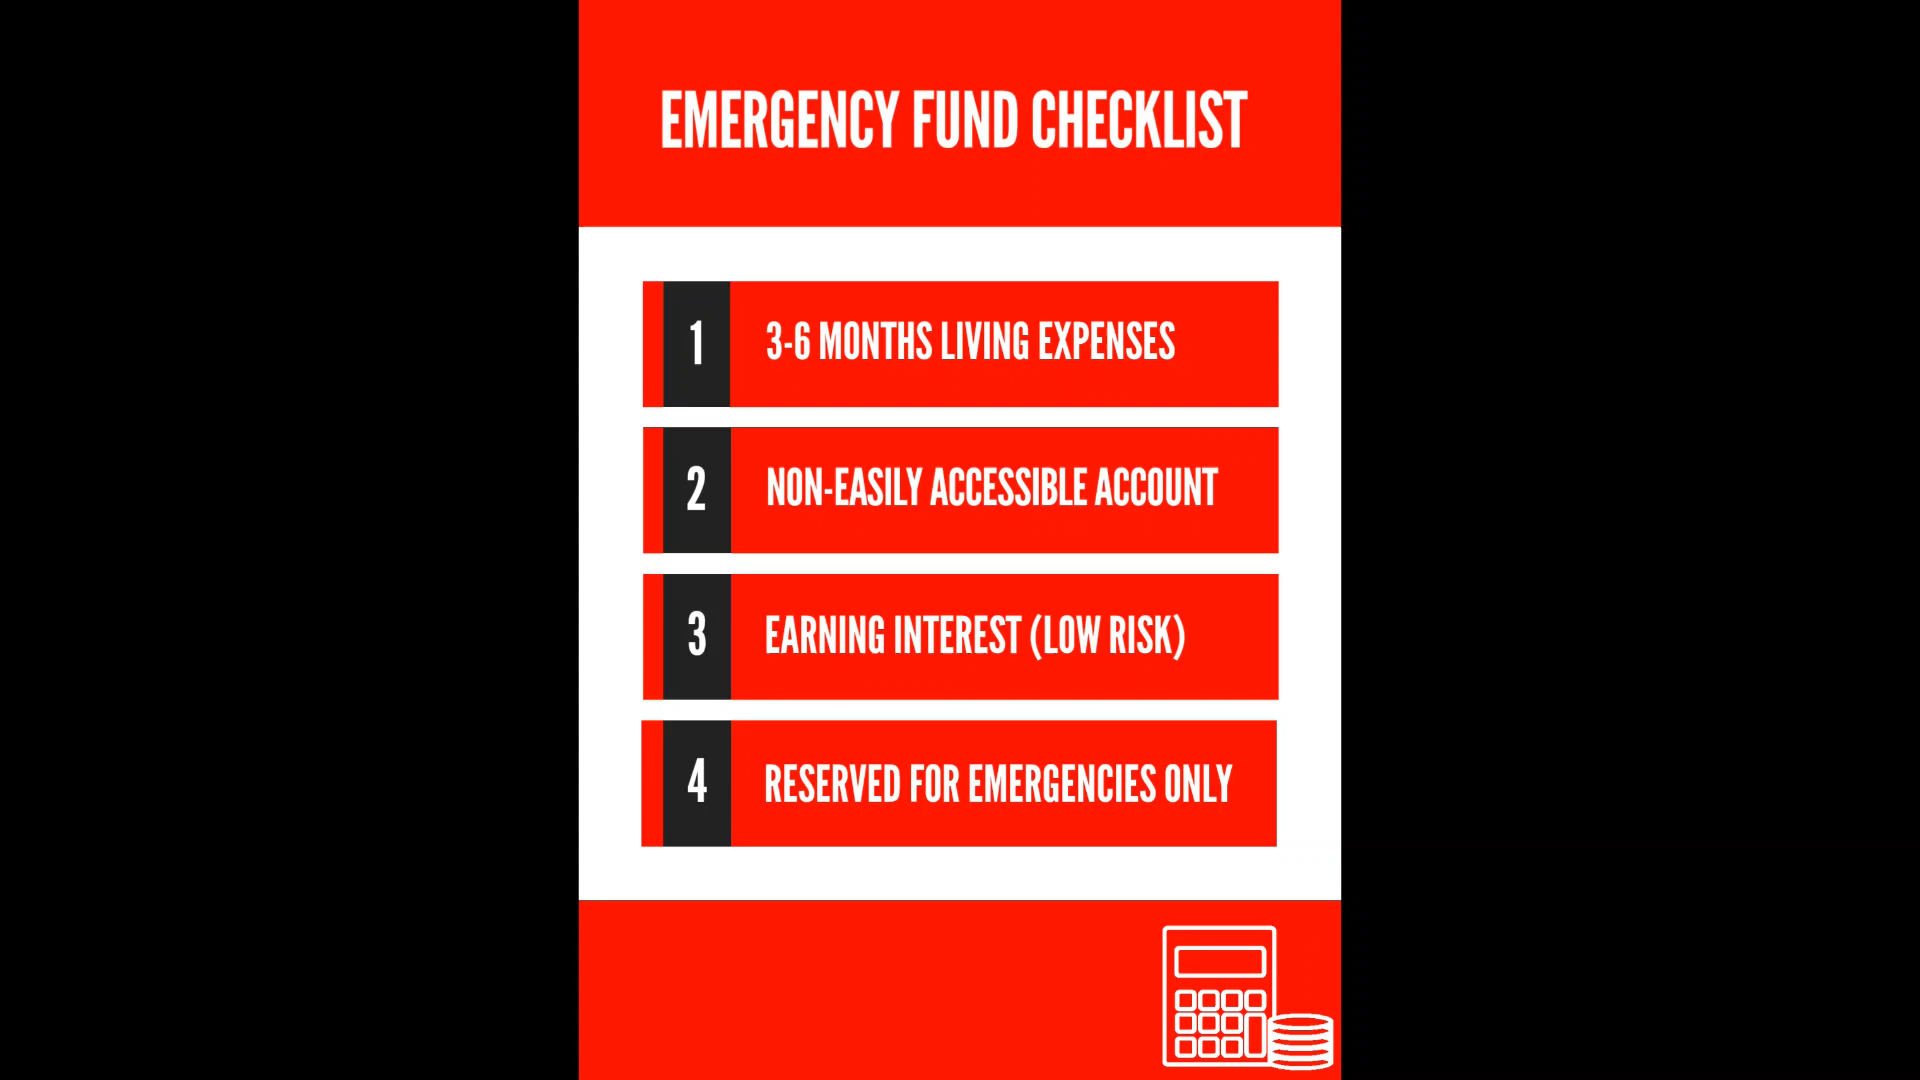 EMERGENCY FUND CHECKLIST
1 3-6 MONTHS LIVING EXPENSES
2 NON-EASILY ACCESSIBLE ACCOUNT
3 EARNING INTEREST (LOW RISK)
4 RESERVED FOR EMERGENCIES ONLY